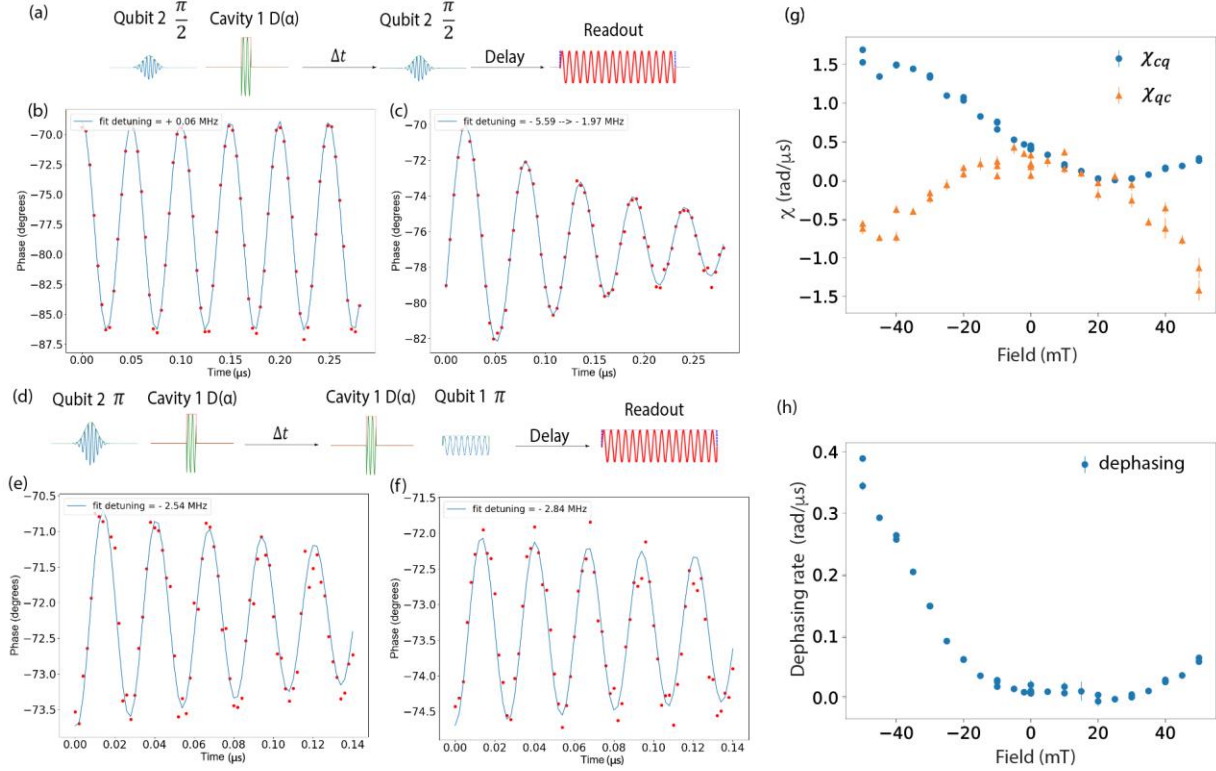 (a)
Qubit 2 π/2 Cavity 1 D(α) Qubit 2 π/2 Readout
Δt Delay
(b)
fit detuning = + 0.06 MHz
Phase (degrees)
−70.0
−72.5
−75.0
−77.5
−80.0
−82.5
−85.0
−87.5
0.00 0.05 0.10 0.15 0.20 0.25
Time (μs)
(c)
fit detuning = - 5.59 --> - 1.97 MHz
Phase (degrees)
−70
−72
−74
−76
−78
−80
−82
0.00 0.05 0.10 0.15 0.20 0.25
Time (μs)
(d)
Qubit 2 π Cavity 1 D(α) Cavity 1 D(α) Qubit 1 π Readout
Δt Delay
(e)
fit detuning = - 2.54 MHz
Phase (degrees)
−70.5
−71.0
−71.5
−72.0
−72.5
−73.0
−73.5
0.00 0.02 0.04 0.06 0.08 0.10 0.12 0.14
Time (μs)
(f)
fit detuning = - 2.84 MHz
Phase (degrees)
−71.5
−72.0
−72.5
−73.0
−73.5
−74.0
−74.5
0.00 0.02 0.04 0.06 0.08 0.10 0.12 0.14
Time (μs)
(g)
χcq
χqc
χ (rad/μs)
1.5
1.0
0.5
0.0
−0.5
−1.0
−1.5
−40 −20 0 20 40
Field (mT)
(h)
dephasing
Dephasing rate (rad/μs)
0.4
0.3
0.2
0.1
0.0
−40 −20 0 20 40
Field (mT)